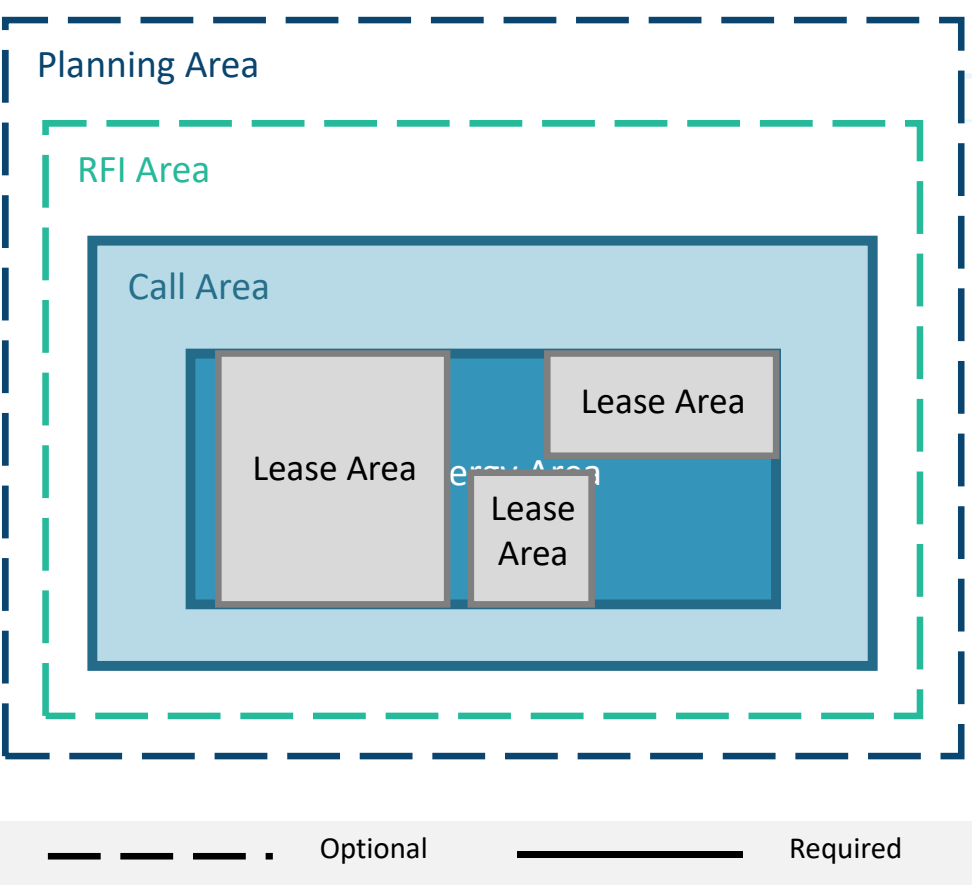 Planning Area
RFI Area
Call Area
Lease Area
Lease Area
Lease
Area
Optional
Required